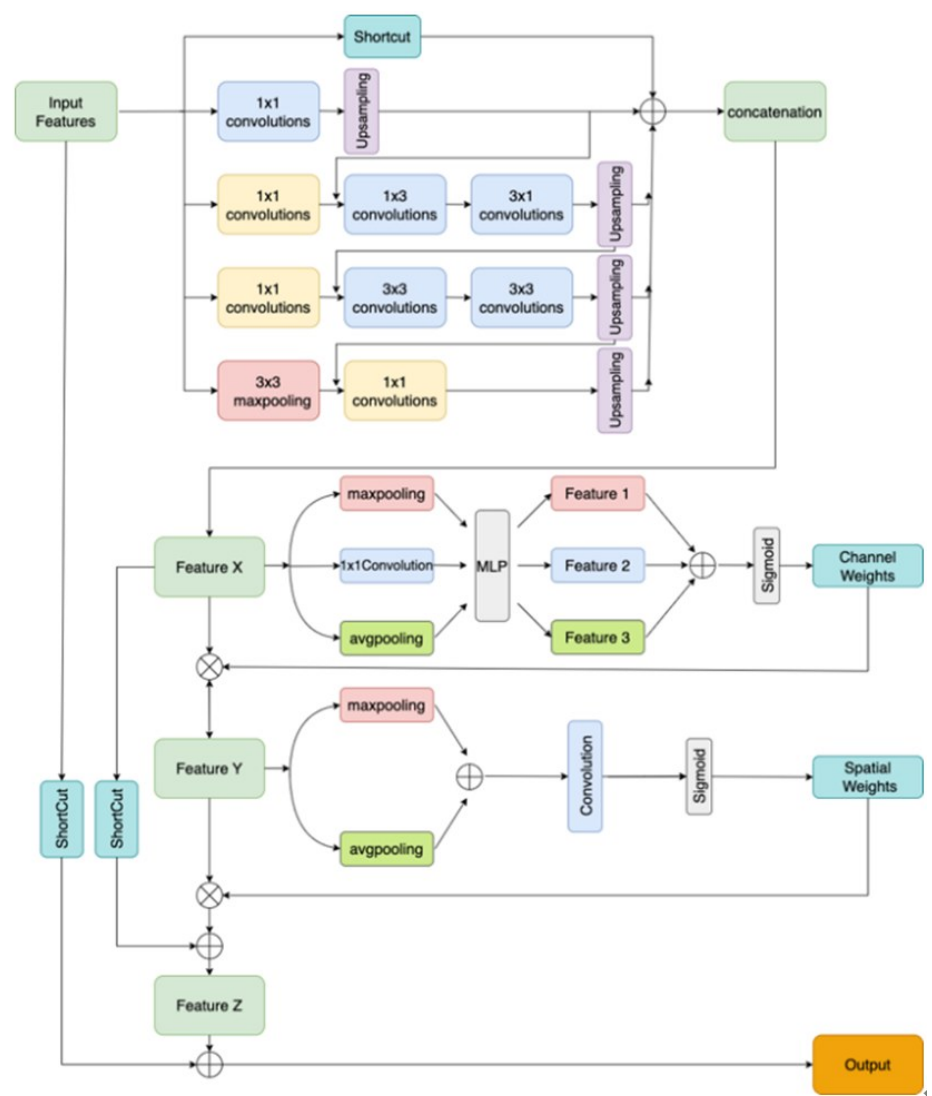 Shortcut
Input
Features
1x1
convolutions
Upsampling
concatenation
1x1
convolutions
1x3
convolutions
3x1
convolutions
Upsampling
1x1
convolutions
3x3
convolutions
3x3
convolutions
Upsampling
3x3
maxpooling
1x1
convolutions
Upsampling
maxpooling
Feature 1
Feature X
1x1Convolution
MLP
Feature 2
Sigmoid
Channel
Weights
avgpooling
Feature 3
maxpooling
Feature Y
Convolution
Sigmoid
Spatial
Weights
ShortCut
ShortCut
avgpooling
Feature Z
Output